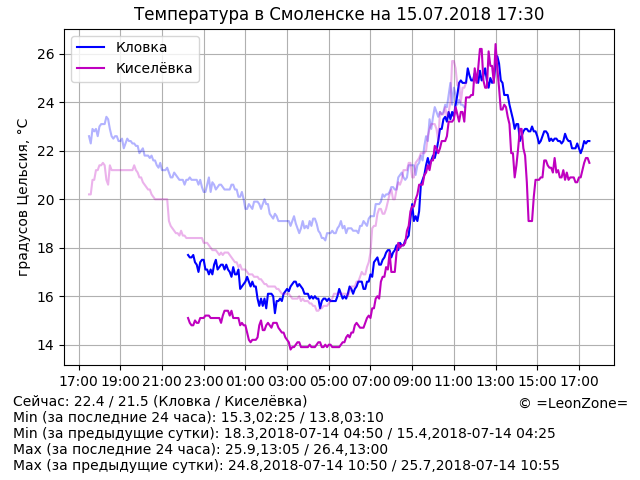 Температура в Смоленске на 15.07.2018 17:30
Кловка
Киселёвка
градусов Цельсия, °C
26
24
22
20
18
16
14
17:00 19:00 21:00 23:00 01:00 03:00 05:00 07:00 09:00 11:00 13:00 15:00 17:00
Сейчас: 22.4 / 21.5 (Кловка / Киселёвка)
© =LeonZone=
Min (за последние 24 часа): 15.3,02:25 / 13.8,03:10
Min (за предыдущие сутки): 18.3,2018-07-14 04:50 / 15.4,2018-07-14 04:25
Max (за последние 24 часа): 25.9,13:05 / 26.4,13:00
Max (за предыдущие сутки): 24.8,2018-07-14 10:50 / 25.7,2018-07-14 10:55